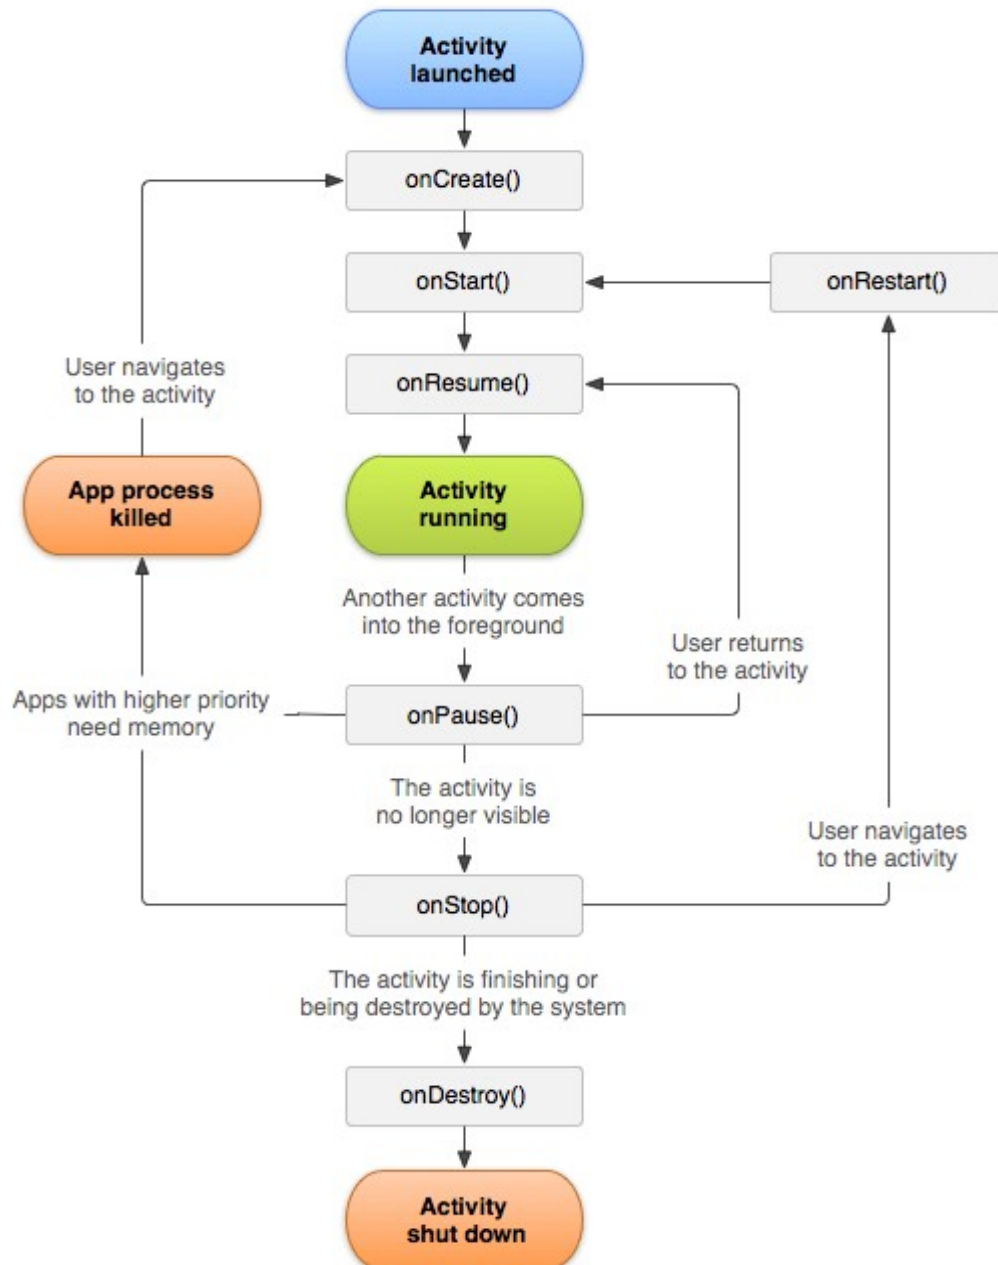 Activity
launched
onCreate()
onStart()
onRestart()
onResume()
User navigates
to the activity
App process
killed
Activity
running
Another activity comes
into the foreground
User returns
to the activity
Apps with higher priority
need memory
onPause()
The activity is
no longer visible
User navigates
to the activity
onStop()
The activity is finishing or
being destroyed by the system
onDestroy()
Activity
shut down